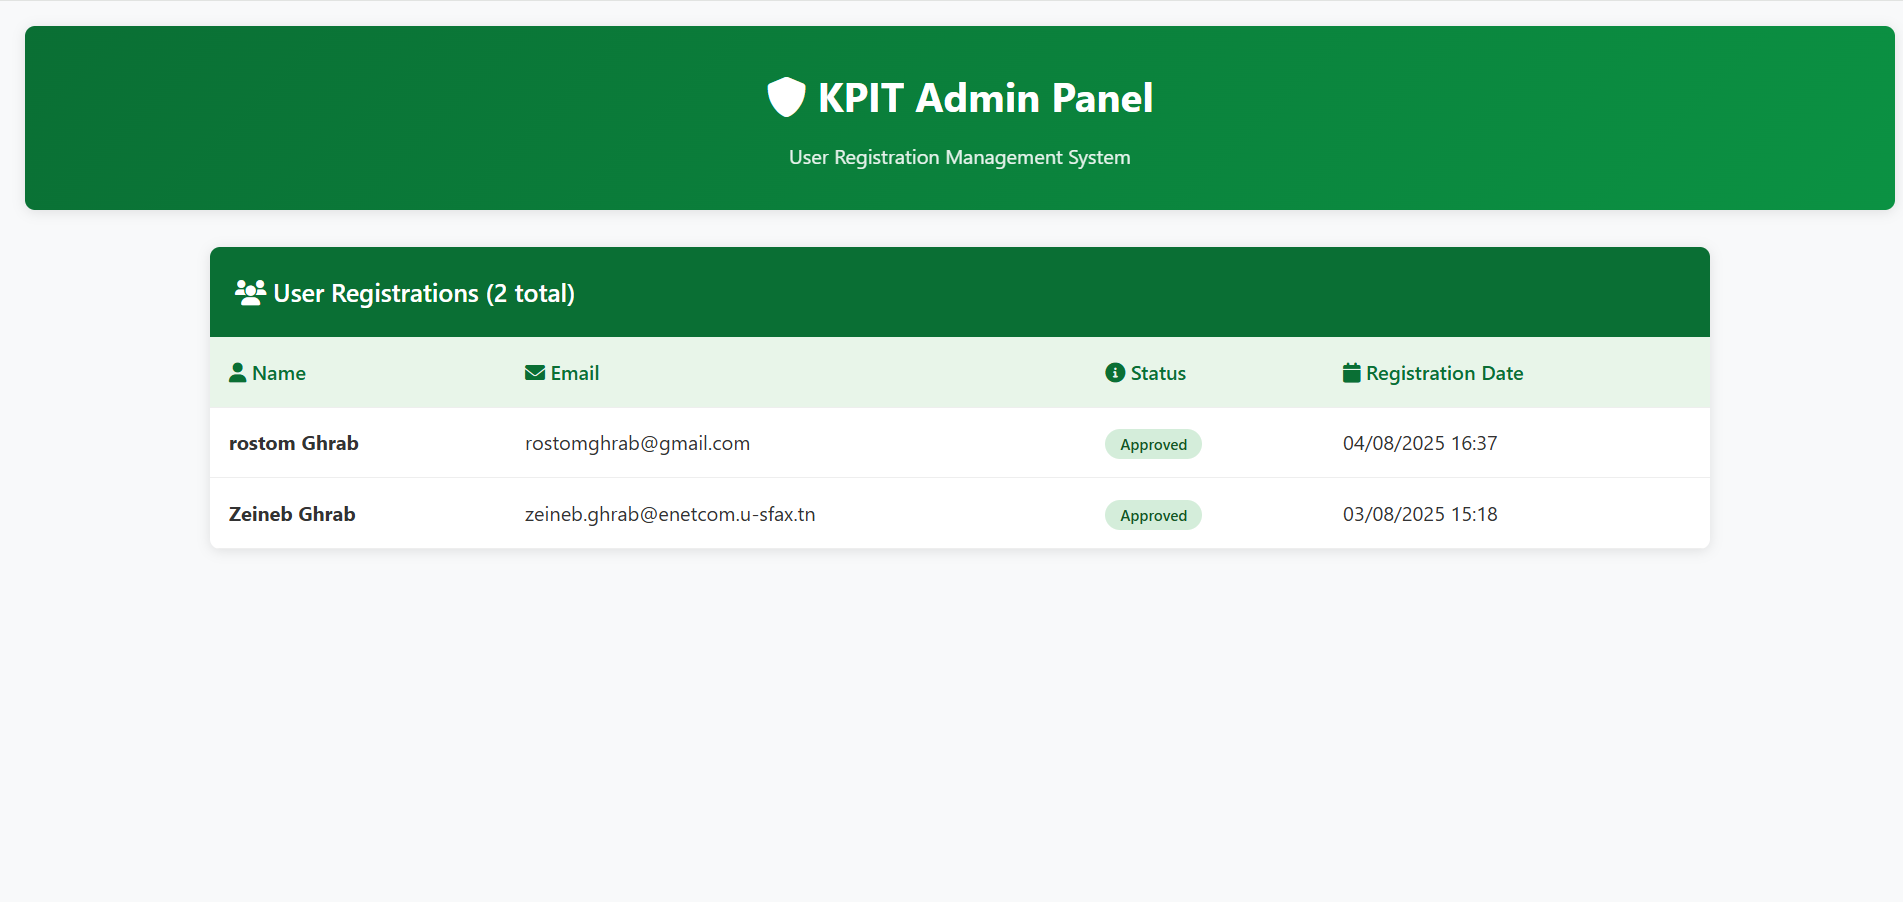 KPIT Admin Panel
User Registration Management System
User Registrations (2 total)
Name Email Status Registration Date
rostom Ghrab rostomghrab@gmail.com Approved 04/08/2025 16:37
Zeineb Ghrab zeineb.ghrab@enetcom.u-sfax.tn Approved 03/08/2025 15:18